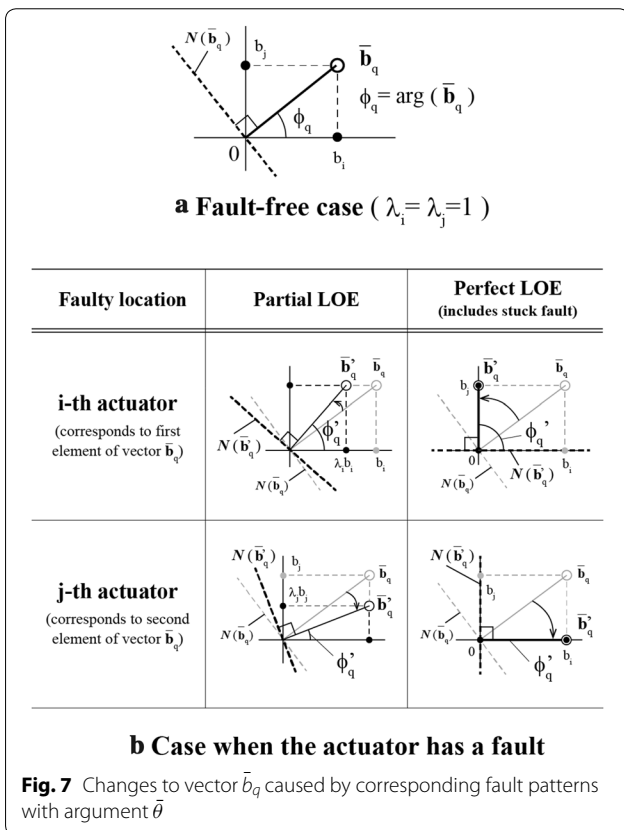 N(b̄q)
bj
b̄q
ϕq = arg (b̄q)
ϕq
0
bi
a Fault-free case ( λi = λj =1 )
Faulty location
Partial LOE
Perfect LOE
(includes stuck fault)
i-th actuator
(corresponds to first
element of vector b̄q)
b̄'q
b̄q
ϕ'q
N(b̄'q)
λibi
bi
N(b̄q)
b̄'q
b̄q
bj
ϕq'
0
N(b̄q)
N(b̄'q)
bi
j-th actuator
(corresponds to second
element of vector b̄q)
N(b̄'q)
bj
b̄q
λjbj
b̄'q
N(b̄q)
ϕ'q
N(b̄'q)
bj
b̄q
N(b̄q)
b̄'q
0
bi
ϕ'q
b Case when the actuator has a fault
Fig. 7 Changes to vector b̄q caused by corresponding fault patterns
with argument θ̄